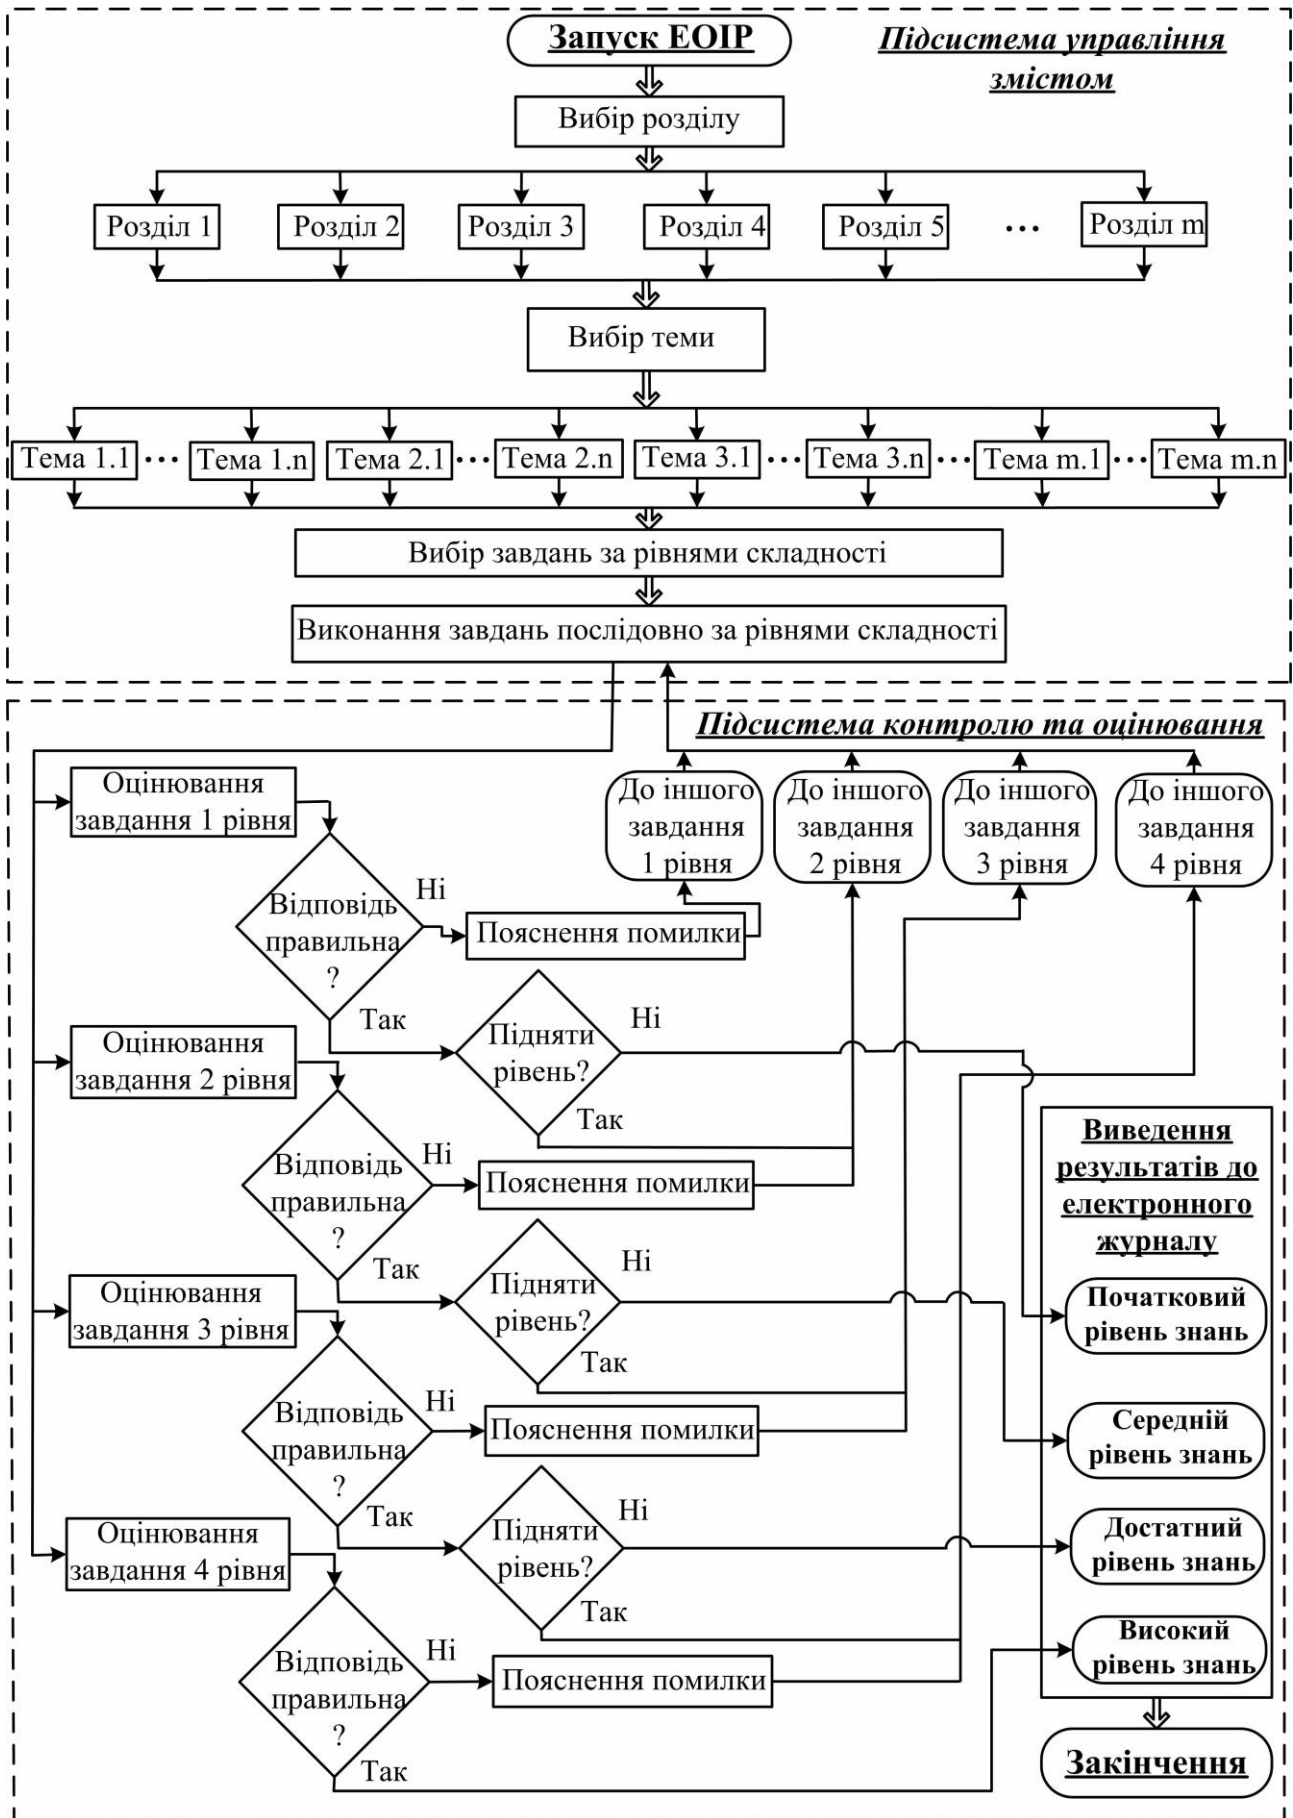 Запуск ЕОІР
Підсистема управління
змістом
Вибір розділу
Розділ 1
Розділ 2
Розділ 3
Розділ 4
Розділ 5
...
Розділ m
Вибір теми
Тема 1.1
...
Тема 1.n
Тема 2.1
...
Тема 2.n
Тема 3.1
...
Тема 3.n
...
Тема m.1
...
Тема m.n
Вибір завдань за рівнями складності
Виконання завдань послідовно за рівнями складності
Підсистема контролю та оцінювання
Оцінювання
завдання 1 рівня
До іншого
завдання
1 рівня
До іншого
завдання
2 рівня
До іншого
завдання
3 рівня
До іншого
завдання
4 рівня
Відповідь
правильна
?
Ні
Пояснення помилки
Так
Підняти
рівень?
Ні
Так
Оцінювання
завдання 2 рівня
Відповідь
правильна
?
Ні
Пояснення помилки
Так
Підняти
рівень?
Ні
Так
Виведення
результатів до
електронного
журналу
Оцінювання
завдання 3 рівня
Початковий
рівень знань
Відповідь
правильна
?
Ні
Пояснення помилки
Так
Підняти
рівень?
Ні
Так
Середній
рівень знань
Оцінювання
завдання 4 рівня
Достатний
рівень знань
Відповідь
правильна
?
Ні
Пояснення помилки
Так
Високий
рівень знань
Закінчення